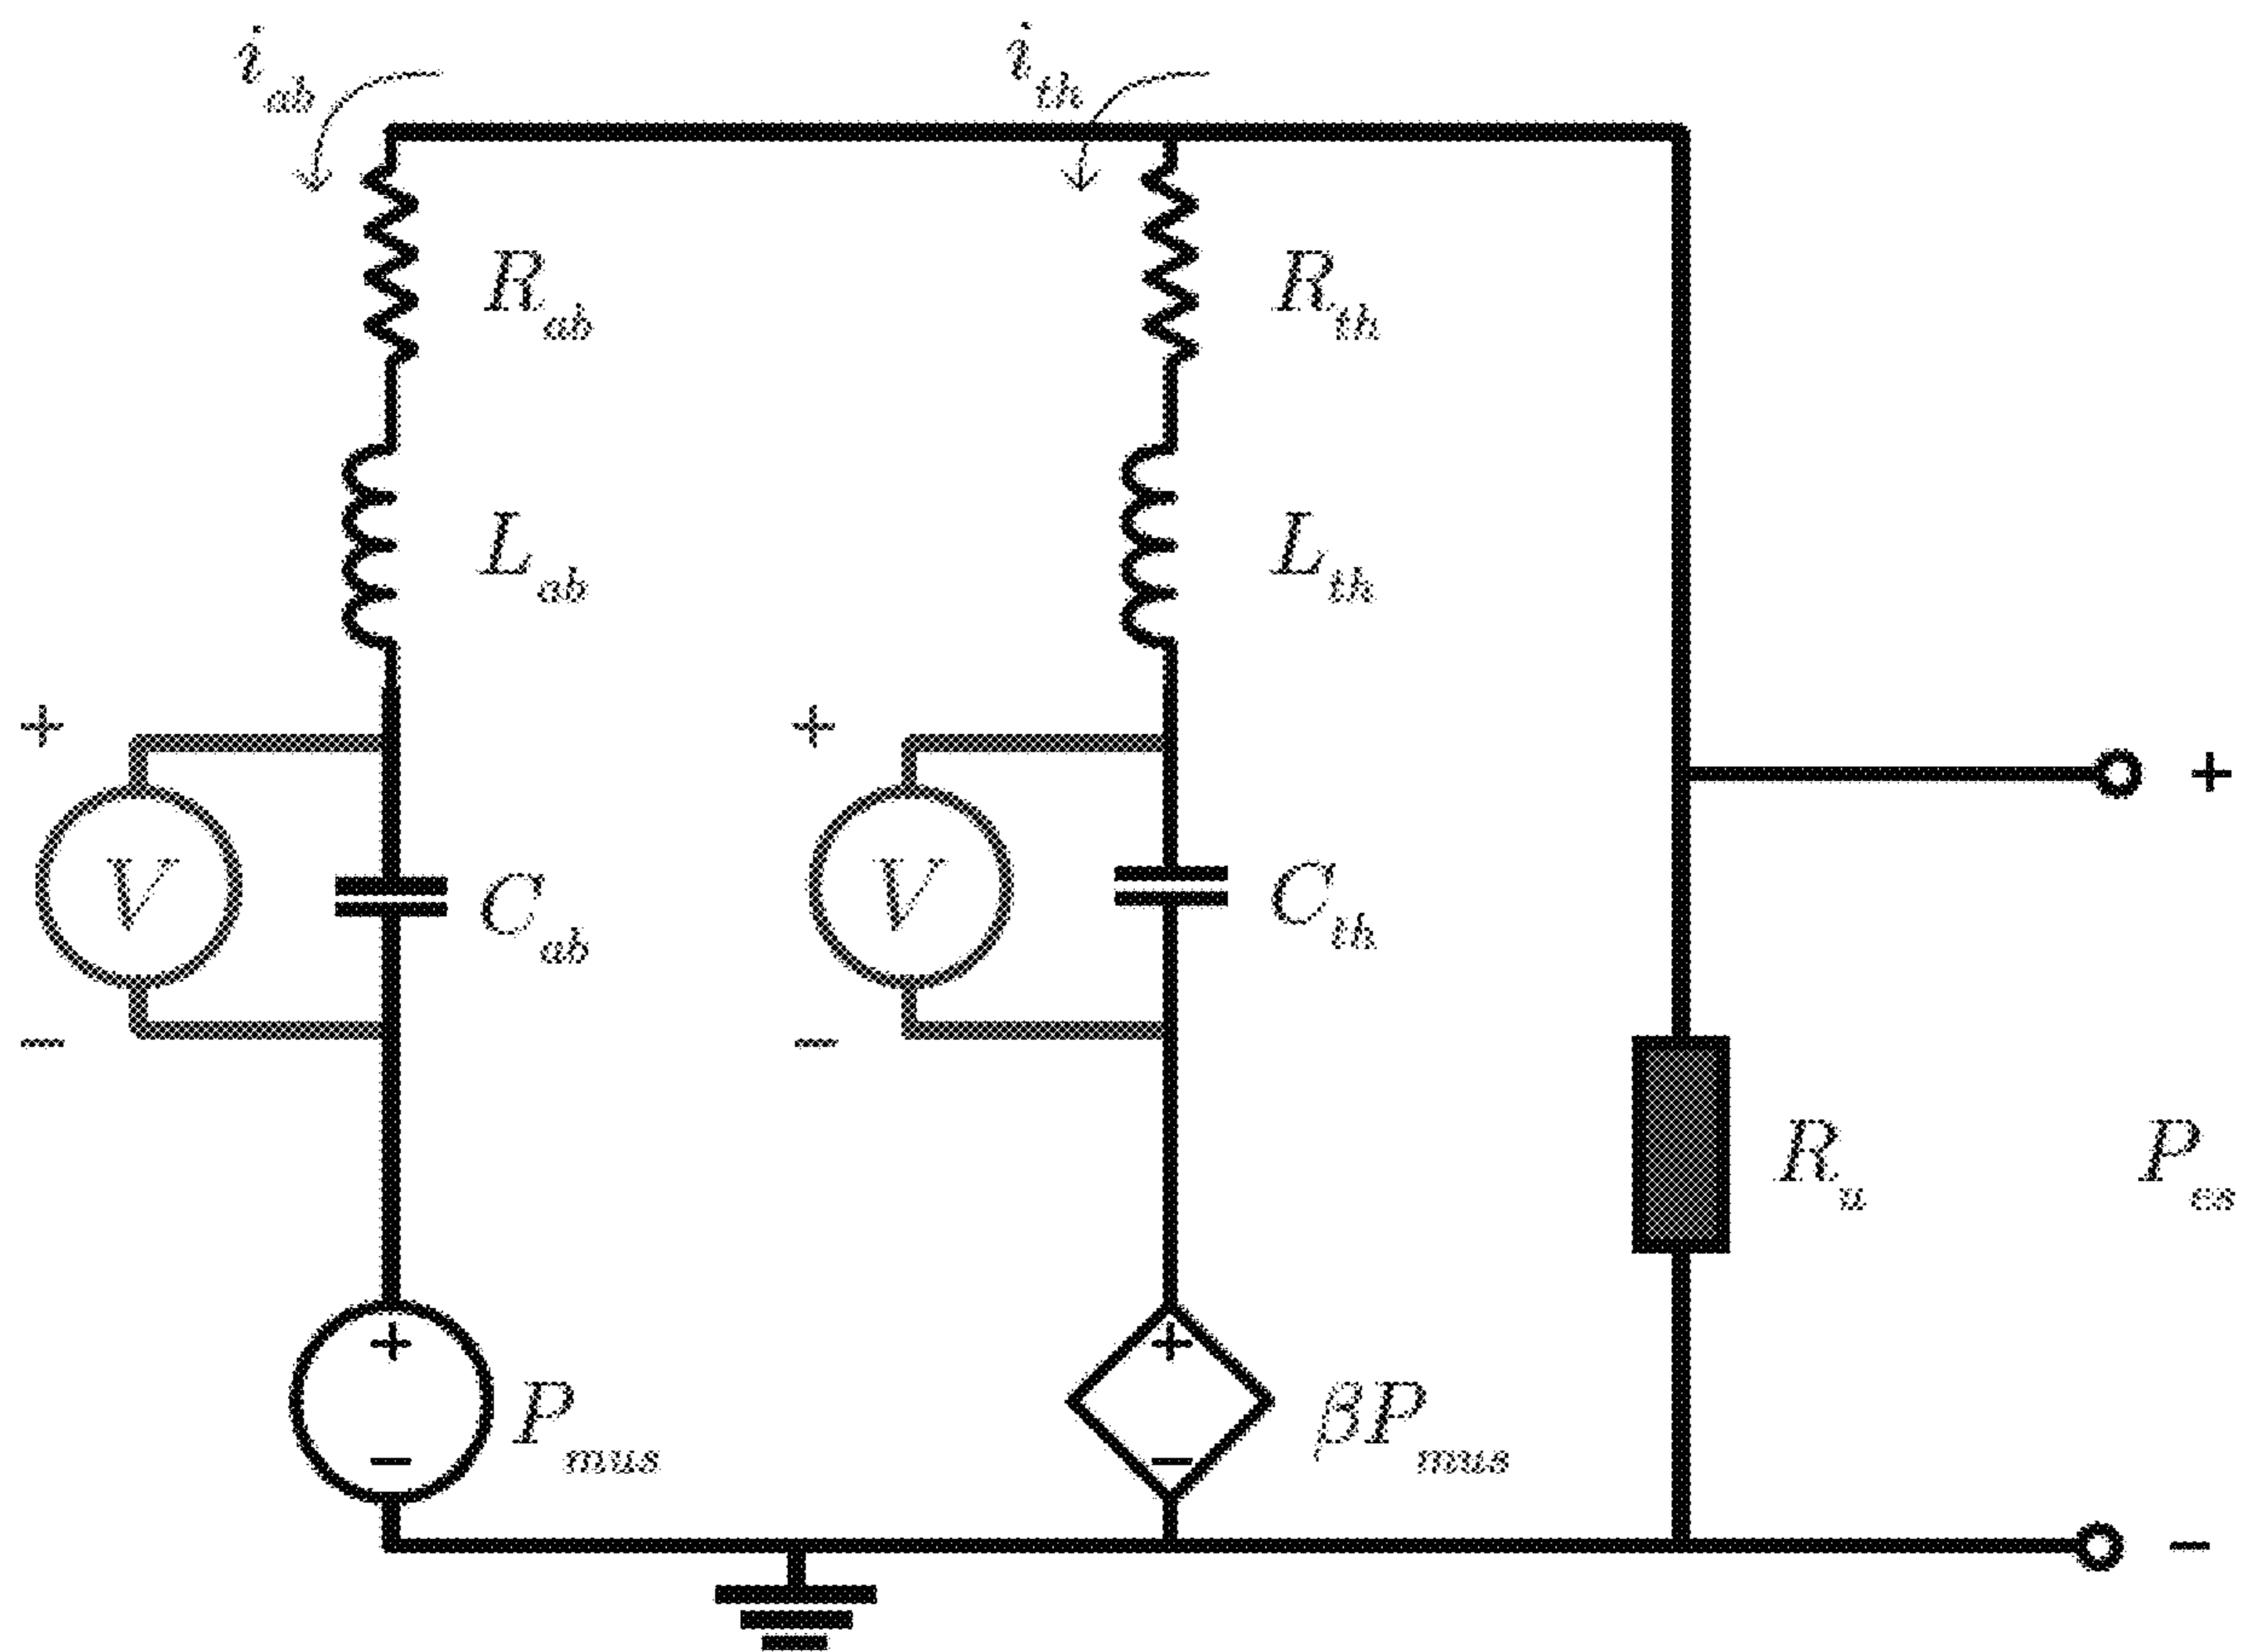 i_ab
i_th
R_ab
R_th
L_ab
L_th
+
+
+
V
C_ab
V
C_th
−
−
R_u
P_es
+
−
P_mus
+
−
βP_mus
−